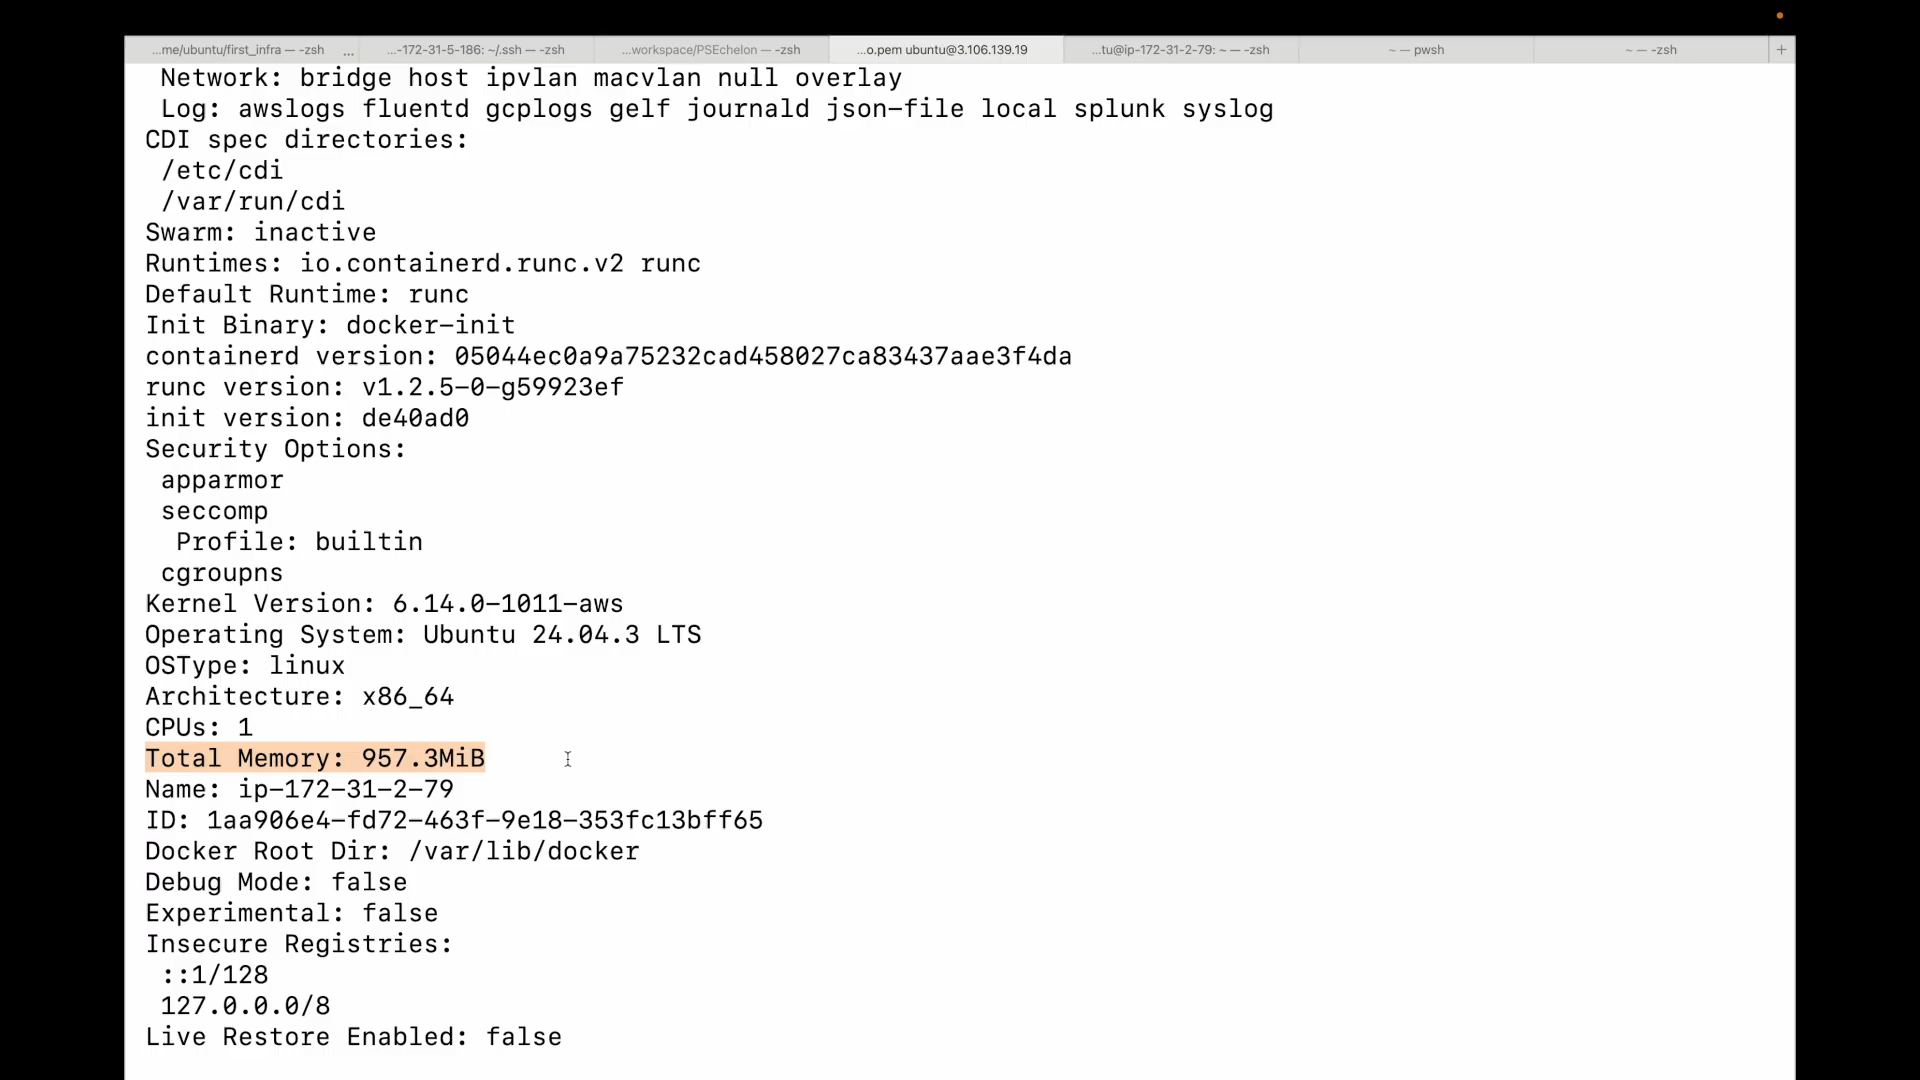 ...me/ubuntu/first_infra — -zsh ... ...-172-31-5-186: ~/.ssh — -zsh ...workspace/PSEchelon — -zsh ...o.pem ubuntu@3.106.139.19 ...tu@ip-172-31-2-79: ~ — -zsh ~ — pwsh ~ — -zsh +
Network: bridge host ipvlan macvlan null overlay
Log: awslogs fluentd gcplogs gelf journald json-file local splunk syslog
CDI spec directories:
/etc/cdi
/var/run/cdi
Swarm: inactive
Runtimes: io.containerd.runc.v2 runc
Default Runtime: runc
Init Binary: docker-init
containerd version: 05044ec0a9a75232cad458027ca83437aae3f4da
runc version: v1.2.5-0-g59923ef
init version: de40ad0
Security Options:
apparmor
seccomp
Profile: builtin
cgroupns
Kernel Version: 6.14.0-1011-aws
Operating System: Ubuntu 24.04.3 LTS
OSType: linux
Architecture: x86_64
CPUs: 1
Total Memory: 957.3MiB
Name: ip-172-31-2-79
ID: 1aa906e4-fd72-463f-9e18-353fc13bff65
Docker Root Dir: /var/lib/docker
Debug Mode: false
Experimental: false
Insecure Registries:
::1/128
127.0.0.0/8
Live Restore Enabled: false